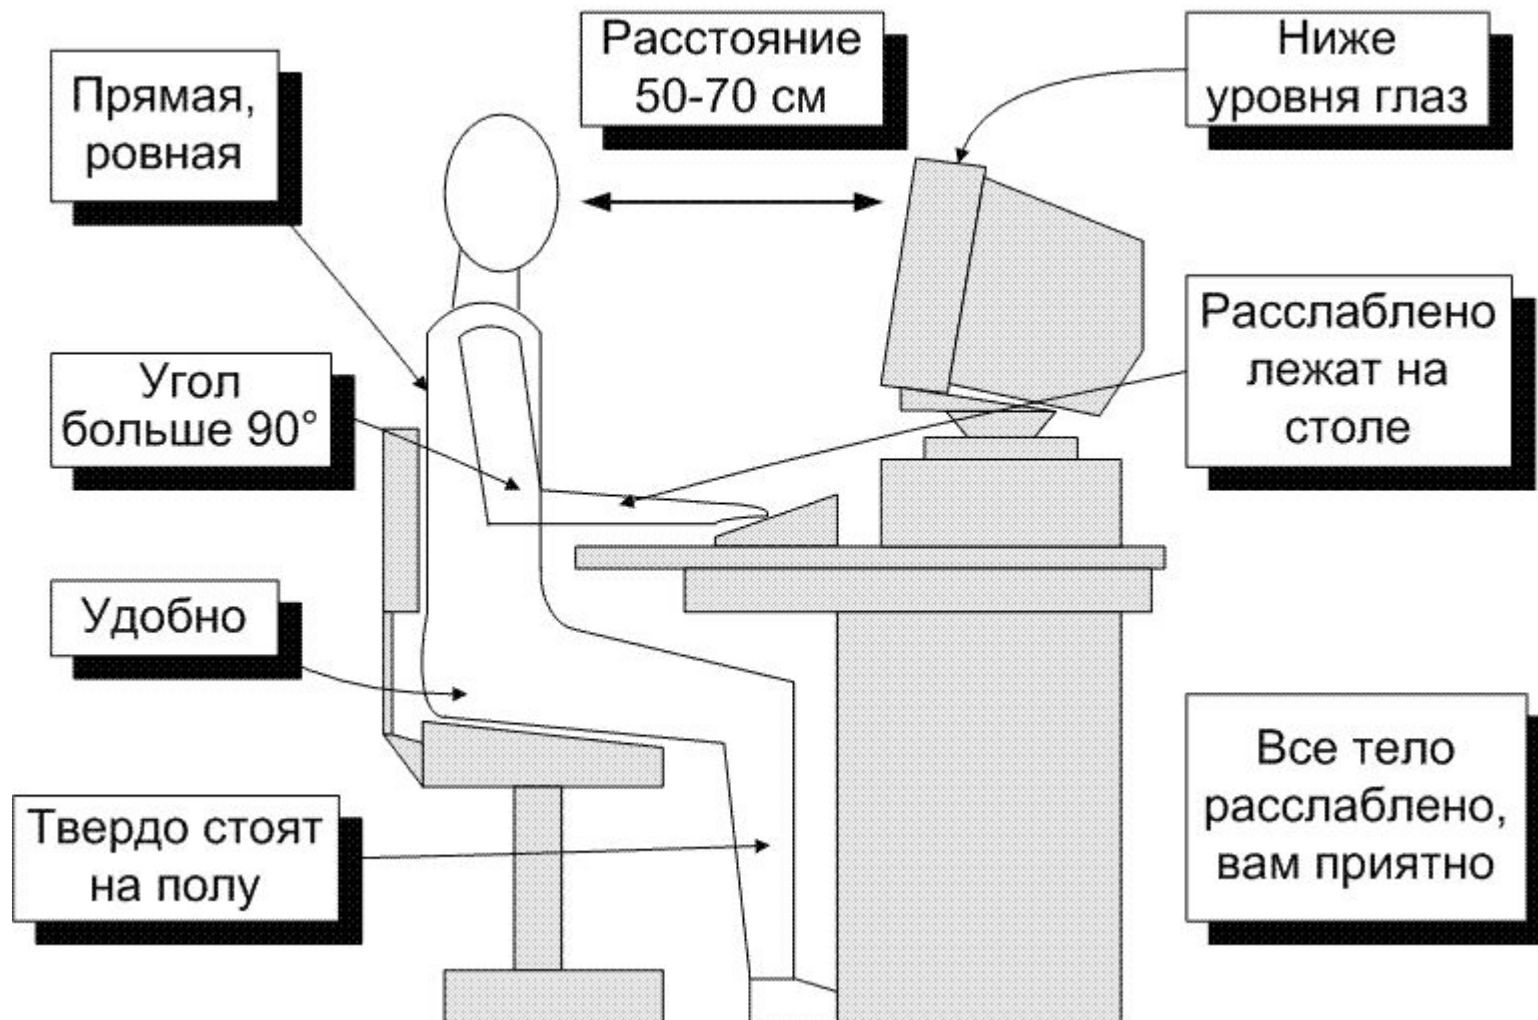 Прямая,
ровная
Расстояние
50-70 см
Ниже
уровня глаз
Угол
больше 90°
Расслаблено
лежат на
столе
Удобно
Твердо стоят
на полу
Все тело
расслаблено,
вам приятно